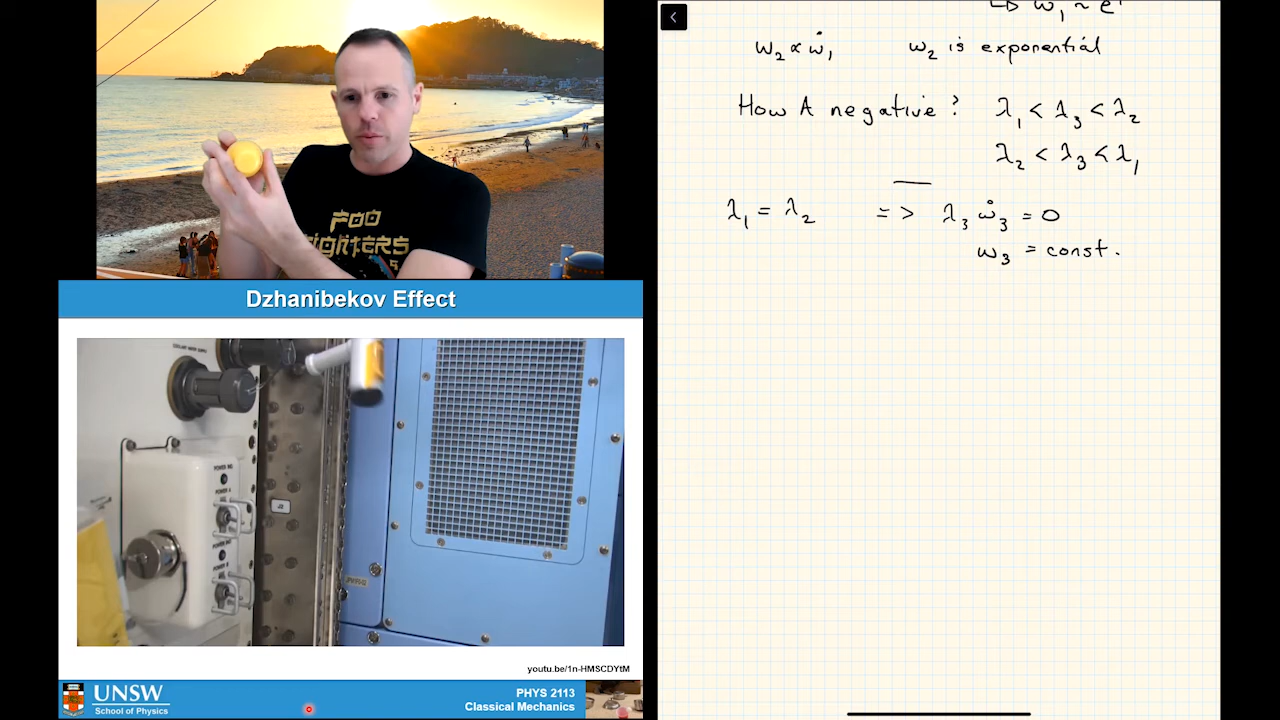 FOO
FIGHTERS
Dzhanibekov Effect
youtu.be/1n-HMSCDYtM
UNSW
School of Physics
PHYS 2113
Classical Mechanics
ω₂ ∝ ω̇₁ ω₂ is exponential
How A negative? λ₁ < λ₃ < λ₂
λ₂ < λ₃ < λ₁
λ₁ = λ₂ => λ₃ ω̇₃ = 0
ω₃ = const.